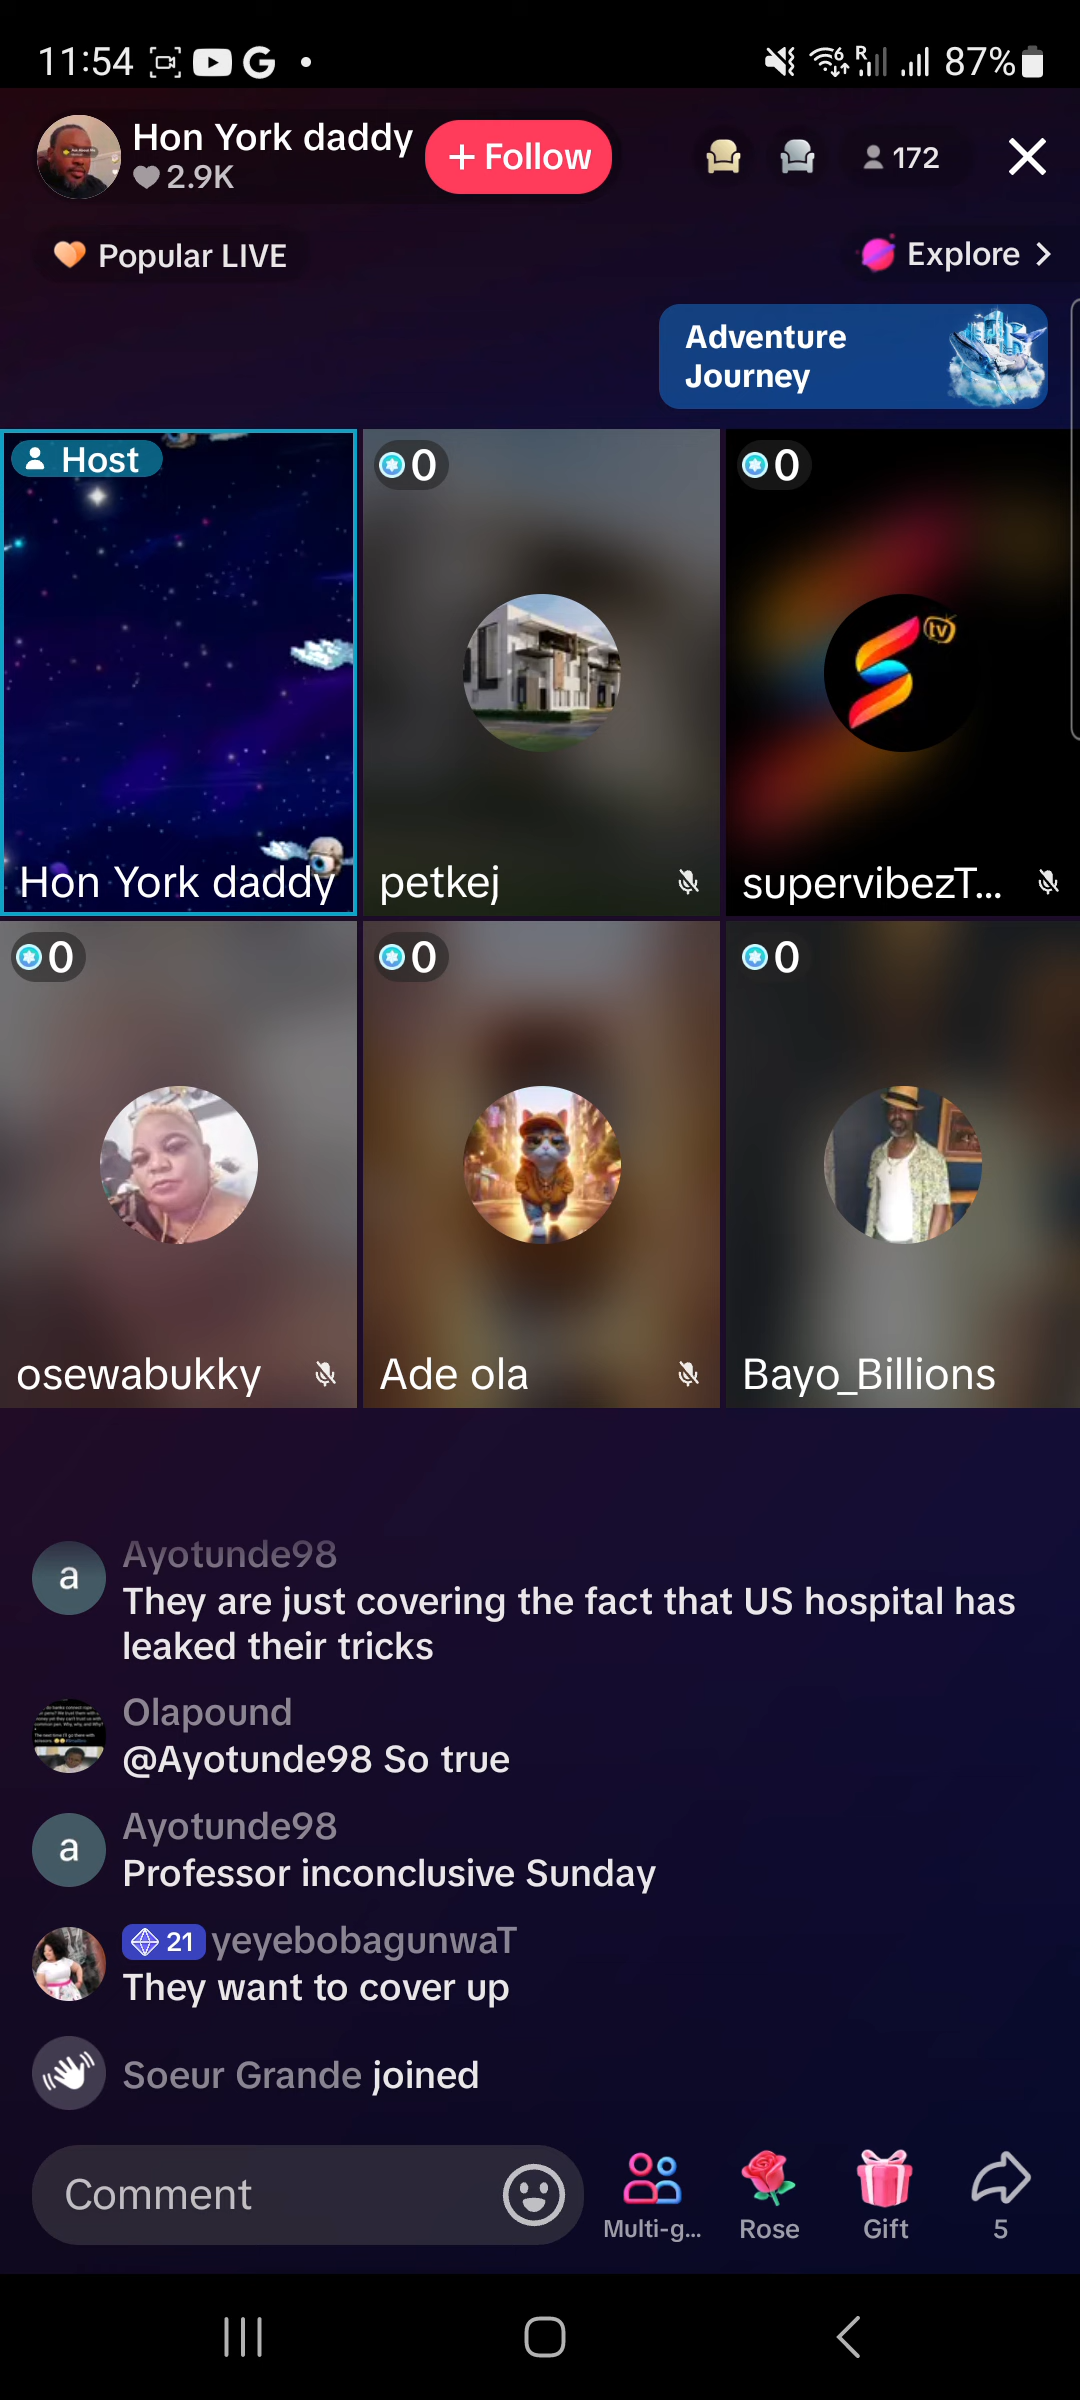 11:54
87%
Hon York daddy
2.9K
+ Follow
172
Popular LIVE
Explore
Adventure
Journey
Host
0
0
tv
Hon York daddy
petkej
supervibezT...
0
0
0
osewabukky
Ade ola
Bayo_Billions
Ayotunde98
They are just covering the fact that US hospital has
leaked their tricks
Olapound
@Ayotunde98 So true
Ayotunde98
Professor inconclusive Sunday
21 yeyebobagunwaT
They want to cover up
Soeur Grande joined
Comment
Multi-g...
Rose
Gift
5